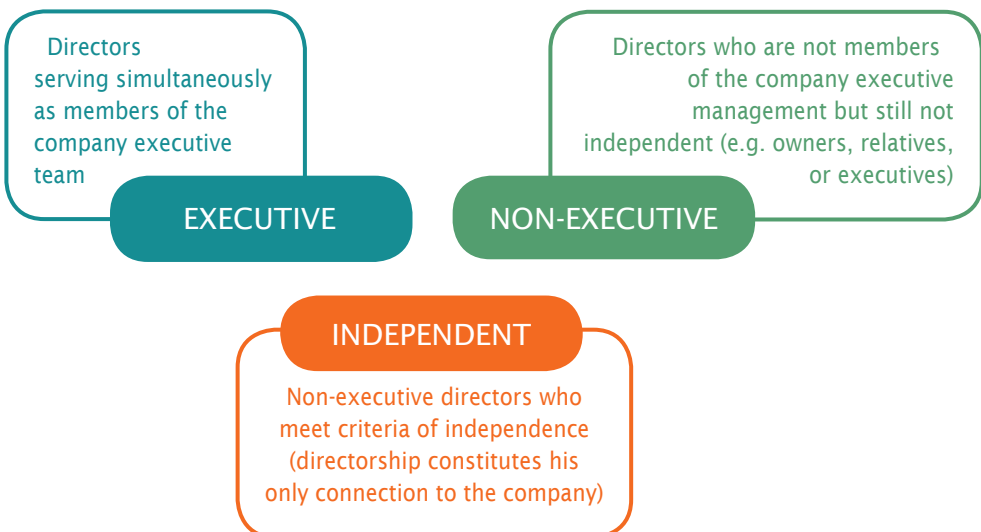 Directors
serving simultaneously
as members of the
company executive
team
EXECUTIVE
Directors who are not members
of the company executive
management but still not
independent (e.g. owners, relatives,
or executives)
NON-EXECUTIVE
INDEPENDENT
Non-executive directors who
meet criteria of independence
(directorship constitutes his
only connection to the company)